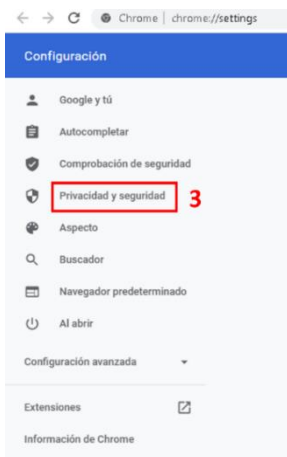 Chrome | chrome://settings
Configuración
Google y tú
Autocompletar
Comprobación de seguridad
Privacidad y seguridad 3
Aspecto
Buscador
Navegador predeterminado
Al abrir
Configuración avanzada
Extensiones
Información de Chrome